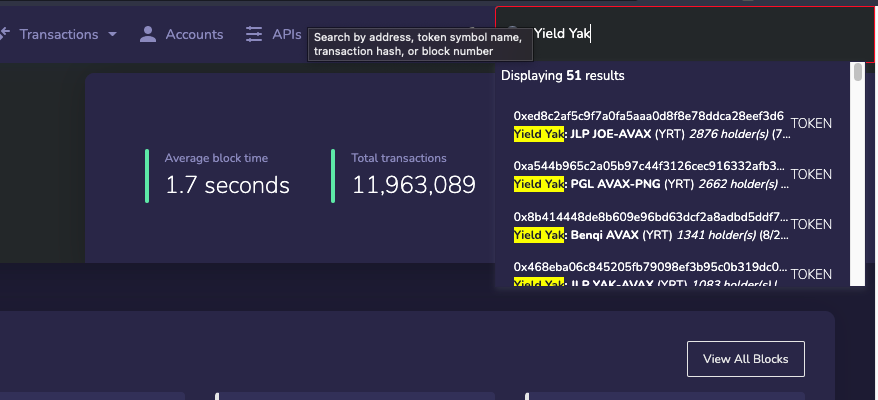 Transactions
Accounts
APIs
Search by address, token symbol name,
transaction hash, or block number
Yield Yak
Displaying 51 results
0xed8c2af5c9f7a0fa5aaa0d8f8e78ddca28eef3d6
Yield Yak: JLP JOE-AVAX (YRT) 2876 holder(s) (7...
TOKEN
0xa544b965c2a05b97c44f3126cec916332afb3...
Yield Yak: PGL AVAX-PNG (YRT) 2662 holder(s) ...
TOKEN
0x8b414448de8b609e96bd63dcf2a8adbd5ddf7...
Yield Yak: Benqi AVAX (YRT) 1341 holder(s) (8/2...
TOKEN
0x468eba06c845205fb79098ef3b95c0b319dc0...
Yield Yak: JLP YAK-AVAX (YRT) 1083 holder(s) (
TOKEN
Average block time
1.7 seconds
Total transactions
11,963,089
View All Blocks